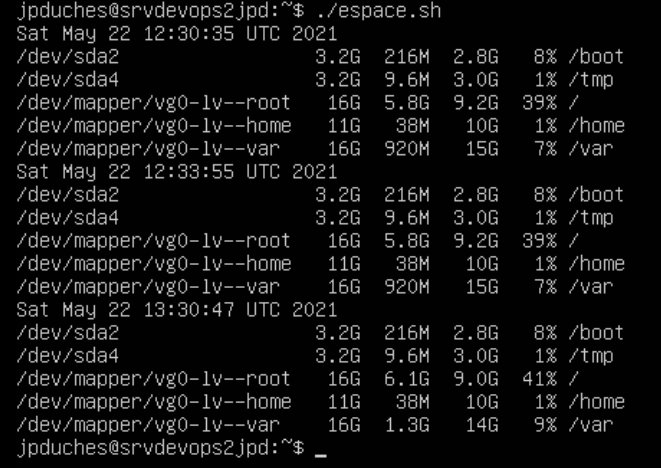 jpduches@srvdevops2jpd:~$ ./espace.sh
Sat May 22 12:30:35 UTC 2021
/dev/sda2 3.2G 216M 2.8G 8% /boot
/dev/sda4 3.2G 9.6M 3.0G 1% /tmp
/dev/mapper/vg0-lv--root 16G 5.8G 9.2G 39% /
/dev/mapper/vg0-lv--home 11G 38M 10G 1% /home
/dev/mapper/vg0-lv--var 16G 920M 15G 7% /var
Sat May 22 12:33:55 UTC 2021
/dev/sda2 3.2G 216M 2.8G 8% /boot
/dev/sda4 3.2G 9.6M 3.0G 1% /tmp
/dev/mapper/vg0-lv--root 16G 5.8G 9.2G 39% /
/dev/mapper/vg0-lv--home 11G 38M 10G 1% /home
/dev/mapper/vg0-lv--var 16G 920M 15G 7% /var
Sat May 22 13:30:47 UTC 2021
/dev/sda2 3.2G 216M 2.8G 8% /boot
/dev/sda4 3.2G 9.6M 3.0G 1% /tmp
/dev/mapper/vg0-lv--root 16G 6.1G 9.0G 41% /
/dev/mapper/vg0-lv--home 11G 38M 10G 1% /home
/dev/mapper/vg0-lv--var 16G 1.3G 14G 9% /var
jpduches@srvdevops2jpd:~$ _